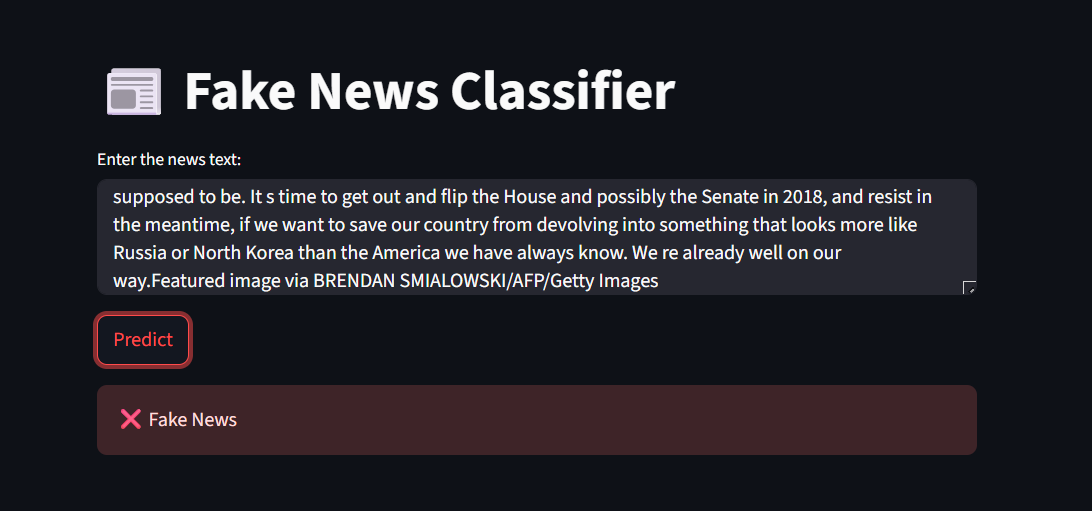 Fake News Classifier
Enter the news text:
supposed to be. It s time to get out and flip the House and possibly the Senate in 2018, and resist in
the meantime, if we want to save our country from devolving into something that looks more like
Russia or North Korea than the America we have always know. We re already well on our
way.Featured image via BRENDAN SMIALOWSKI/AFP/Getty Images
Predict
❌ Fake News